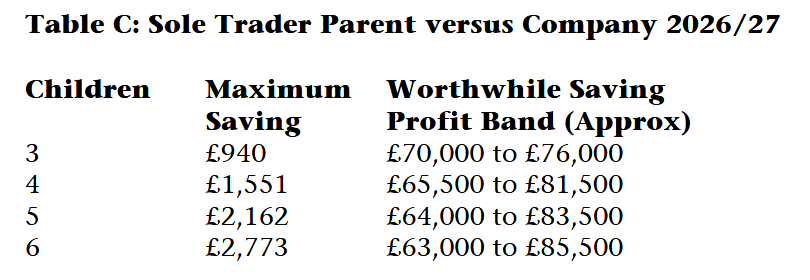 Table C: Sole Trader Parent versus Company 2026/27
Children Maximum Saving Worthwhile Saving Profit Band (Approx)
3 £940 £70,000 to £76,000
4 £1,551 £65,500 to £81,500
5 £2,162 £64,000 to £83,500
6 £2,773 £63,000 to £85,500